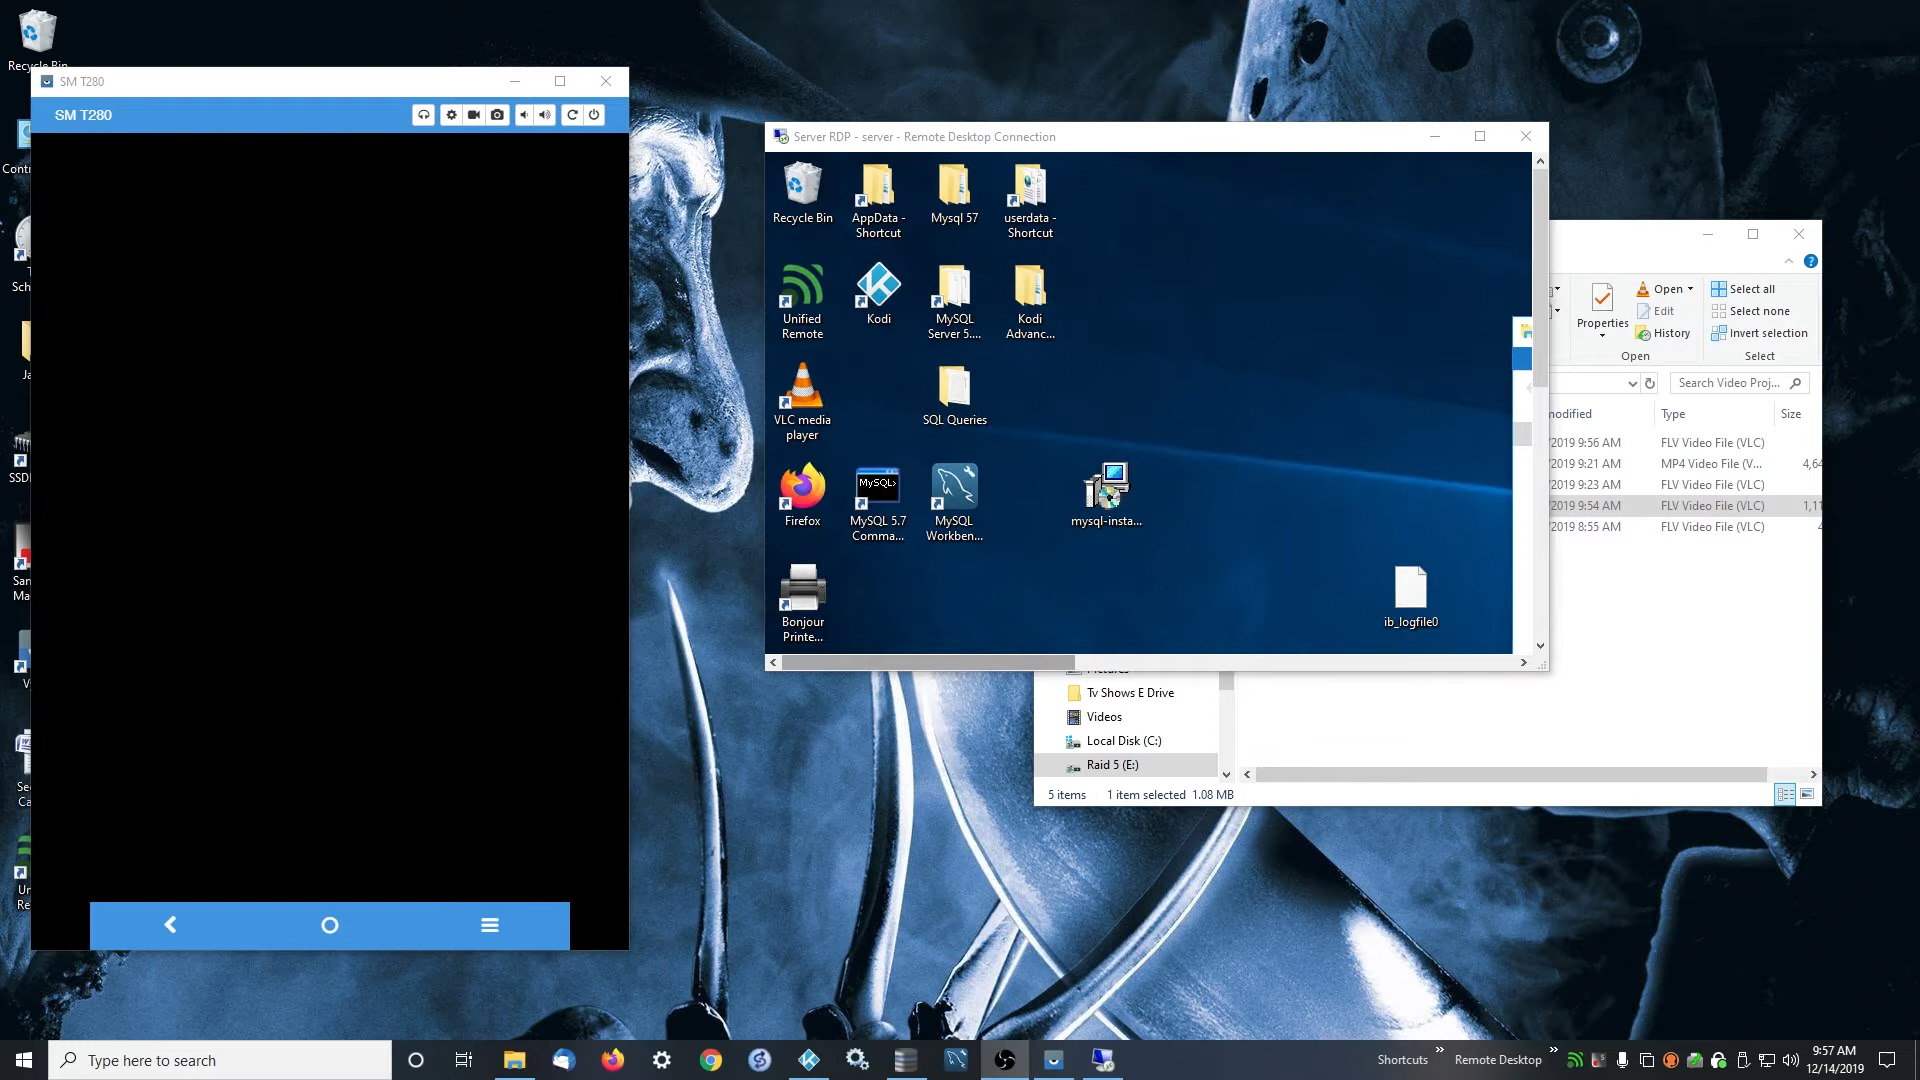 Recycle Bin
SM T280
SM T280
Server RDP - server - Remote Desktop Connection
Recycle Bin
AppData -
Shortcut
Mysql 57
userdata -
Shortcut
Unified
Remote
Kodi
MySQL
Server 5....
Kodi
Advanc...
VLC media
player
SQL Queries
MySQL>
Firefox
MySQL 5.7
Comma...
MySQL
Workben...
mysql-insta...
Bonjour
Printe...
ib_logfile0
Properties
Open
Edit
History
Open
Select all
Select none
Invert selection
Select
Search Video Proj...
modified
Type
Size
/2019 9:56 AM
FLV Video File (VLC)
/2019 9:21 AM
MP4 Video File (V...
4,64
/2019 9:23 AM
FLV Video File (VLC)
/2019 9:54 AM
FLV Video File (VLC)
1,11
/2019 8:55 AM
FLV Video File (VLC)
Tv Shows E Drive
Videos
Local Disk (C:)
Raid 5 (E:)
5 items
1 item selected 1.08 MB
Type here to search
Shortcuts
Remote Desktop
9:57 AM
12/14/2019